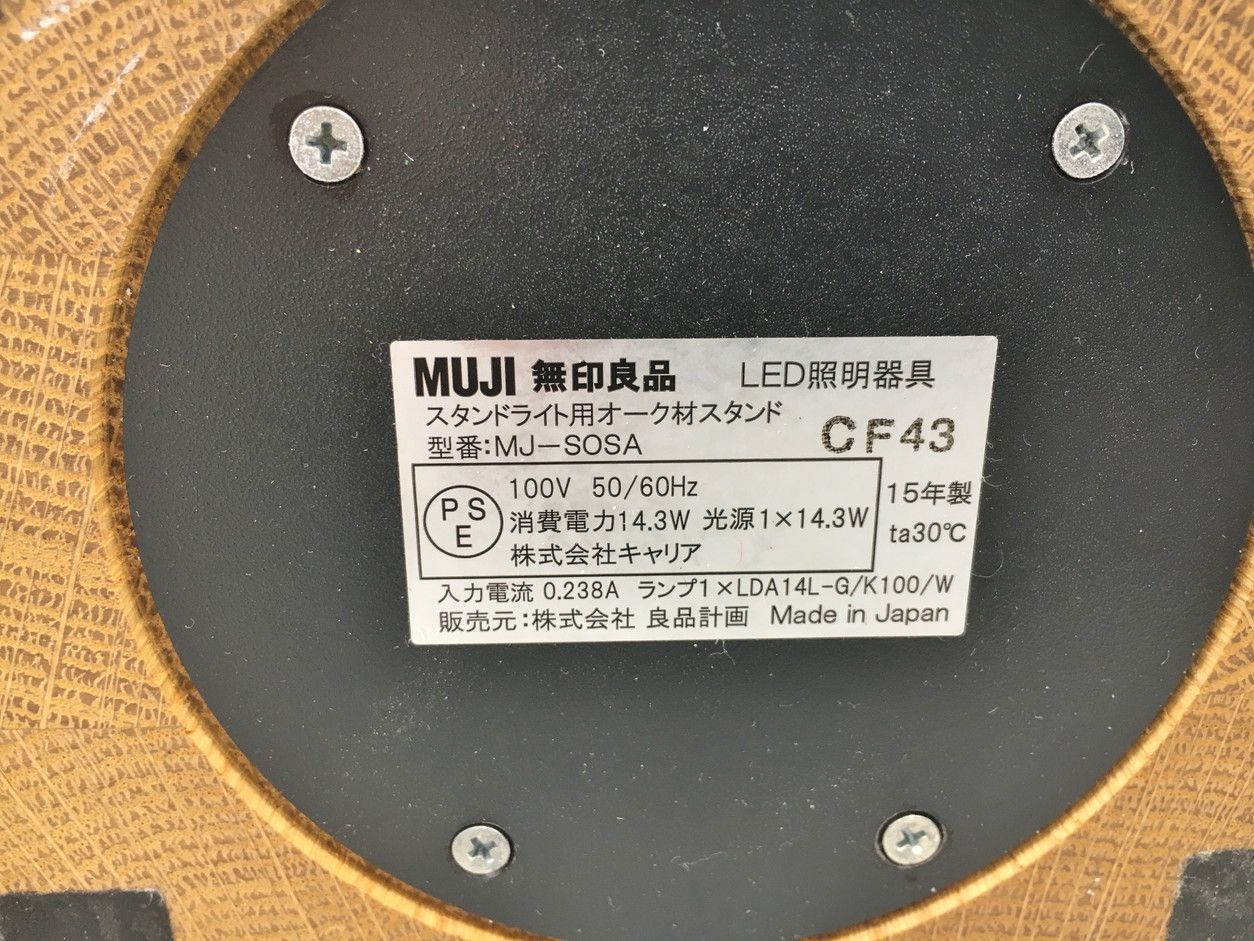 MUJI 無印良品 LED照明器具
スタンドライト用オーク材スタンド
型番:MJ-SOSA CF43
PSE
100V 50/60Hz
消費電力14.3W 光源1×14.3W
株式会社キャリア
15年製
ta30℃
入力電流 0.238A ランプ1×LDA14L-G/K100/W
販売元:株式会社 良品計画 Made in Japan